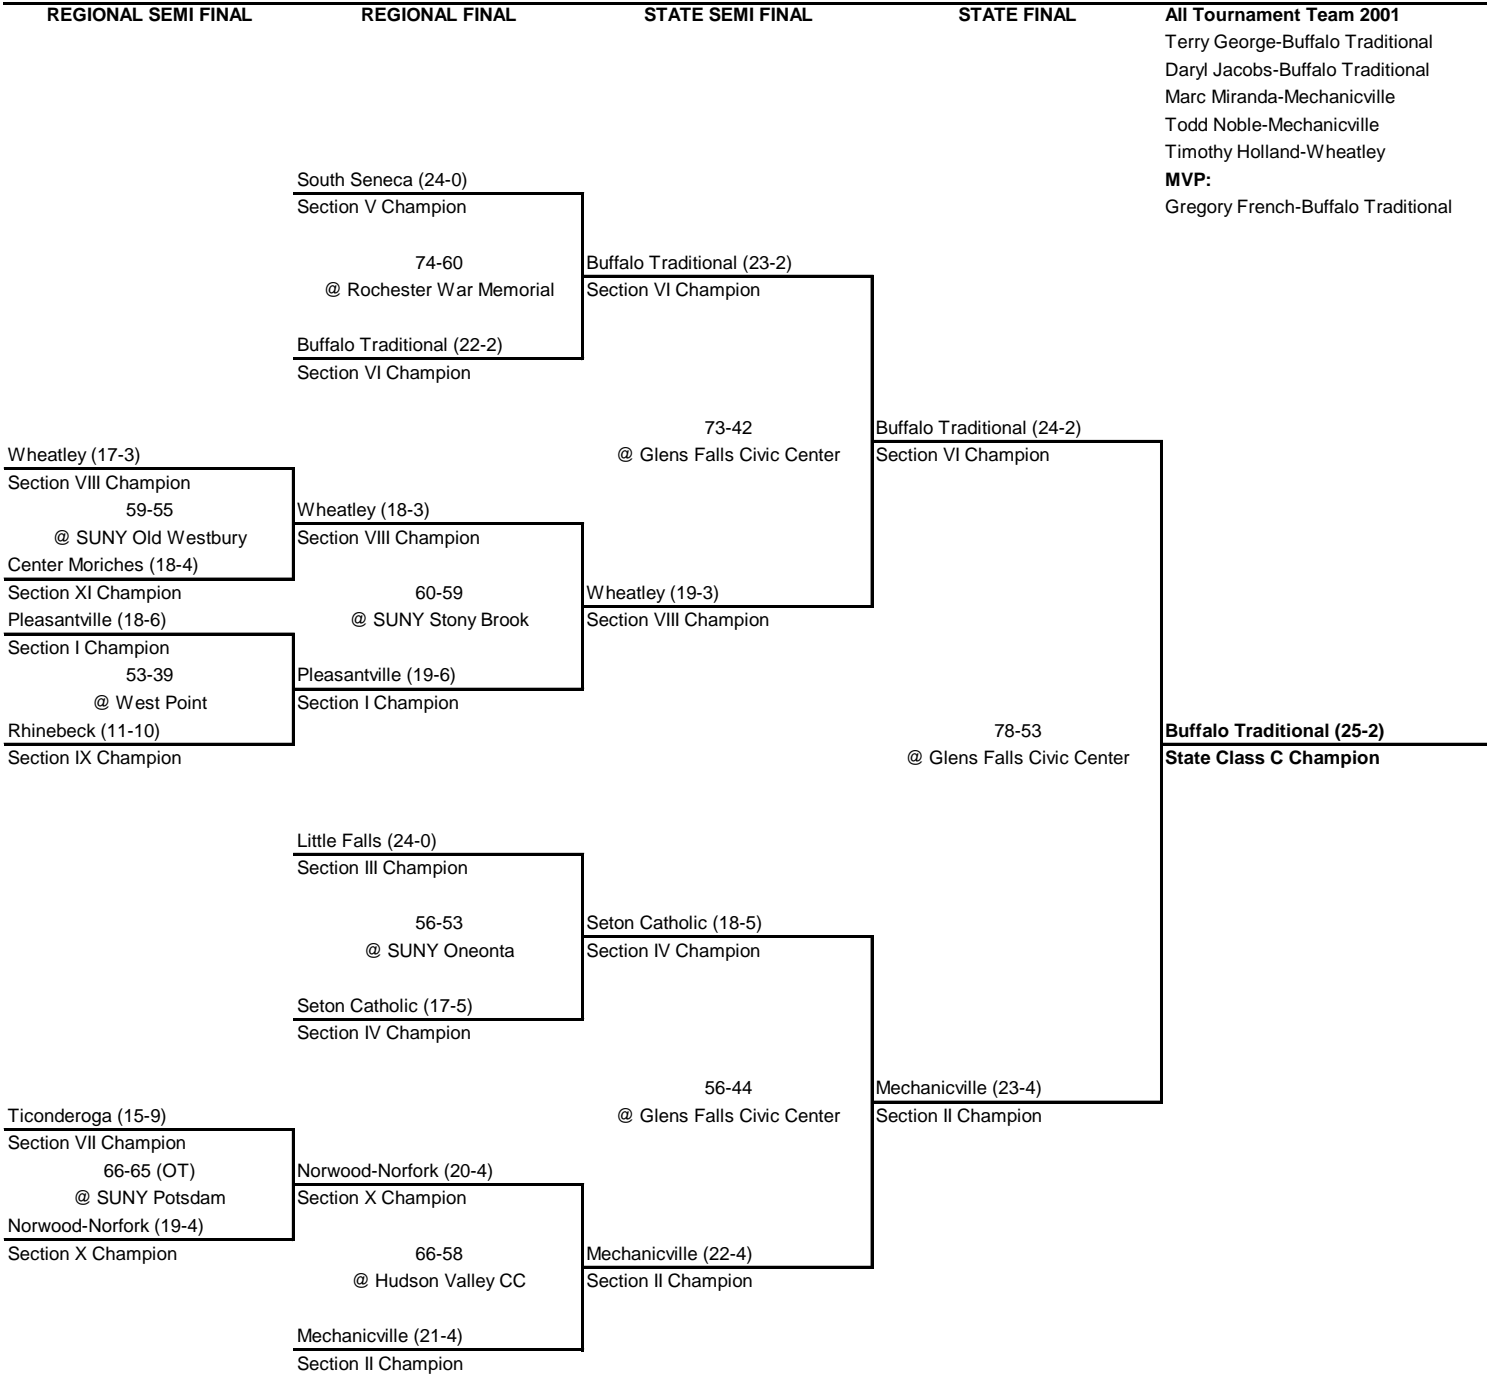 REGIONAL SEMI FINAL REGIONAL FINAL STATE SEMI FINAL STATE FINAL All Tournament Team 2001
Terry George-Buffalo Traditional
Daryl Jacobs-Buffalo Traditional
Marc Miranda-Mechanicville
Todd Noble-Mechanicville
Timothy Holland-Wheatley
South Seneca (24-0) MVP:
Section V Champion Gregory French-Buffalo Traditional
74-60 Buffalo Traditional (23-2)
@ Rochester War Memorial Section VI Champion
Buffalo Traditional (22-2)
Section VI Champion
73-42 Buffalo Traditional (24-2)
Wheatley (17-3) @ Glens Falls Civic Center Section VI Champion
Section VIII Champion
59-55 Wheatley (18-3)
@ SUNY Old Westbury Section VIII Champion
Center Moriches (18-4)
Section XI Champion 60-59 Wheatley (19-3)
Pleasantville (18-6) @ SUNY Stony Brook Section VIII Champion
Section I Champion
53-39 Pleasantville (19-6)
@ West Point Section I Champion
Rhinebeck (11-10) 78-53 Buffalo Traditional (25-2)
Section IX Champion @ Glens Falls Civic Center State Class C Champion
Little Falls (24-0)
Section III Champion
56-53 Seton Catholic (18-5)
@ SUNY Oneonta Section IV Champion
Seton Catholic (17-5)
Section IV Champion
56-44 Mechanicville (23-4)
Ticonderoga (15-9) @ Glens Falls Civic Center Section II Champion
Section VII Champion
66-65 (OT) Norwood-Norfork (20-4)
@ SUNY Potsdam Section X Champion
Norwood-Norfork (19-4)
Section X Champion 66-58 Mechanicville (22-4)
@ Hudson Valley CC Section II Champion
Mechanicville (21-4)
Section II Champion